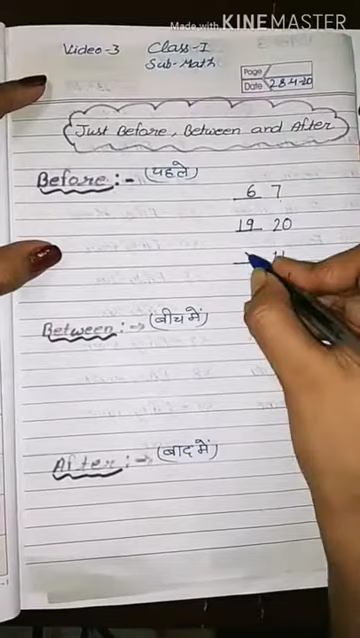 Made with KINEMASTER
Video-3 Class-I
Sub-Math
Page
Date 28-4-20
Just Before, Between and After
Before:- (पहले)
6 7
19 20
Between:→ (बीच में)
After:→ (बाद में)